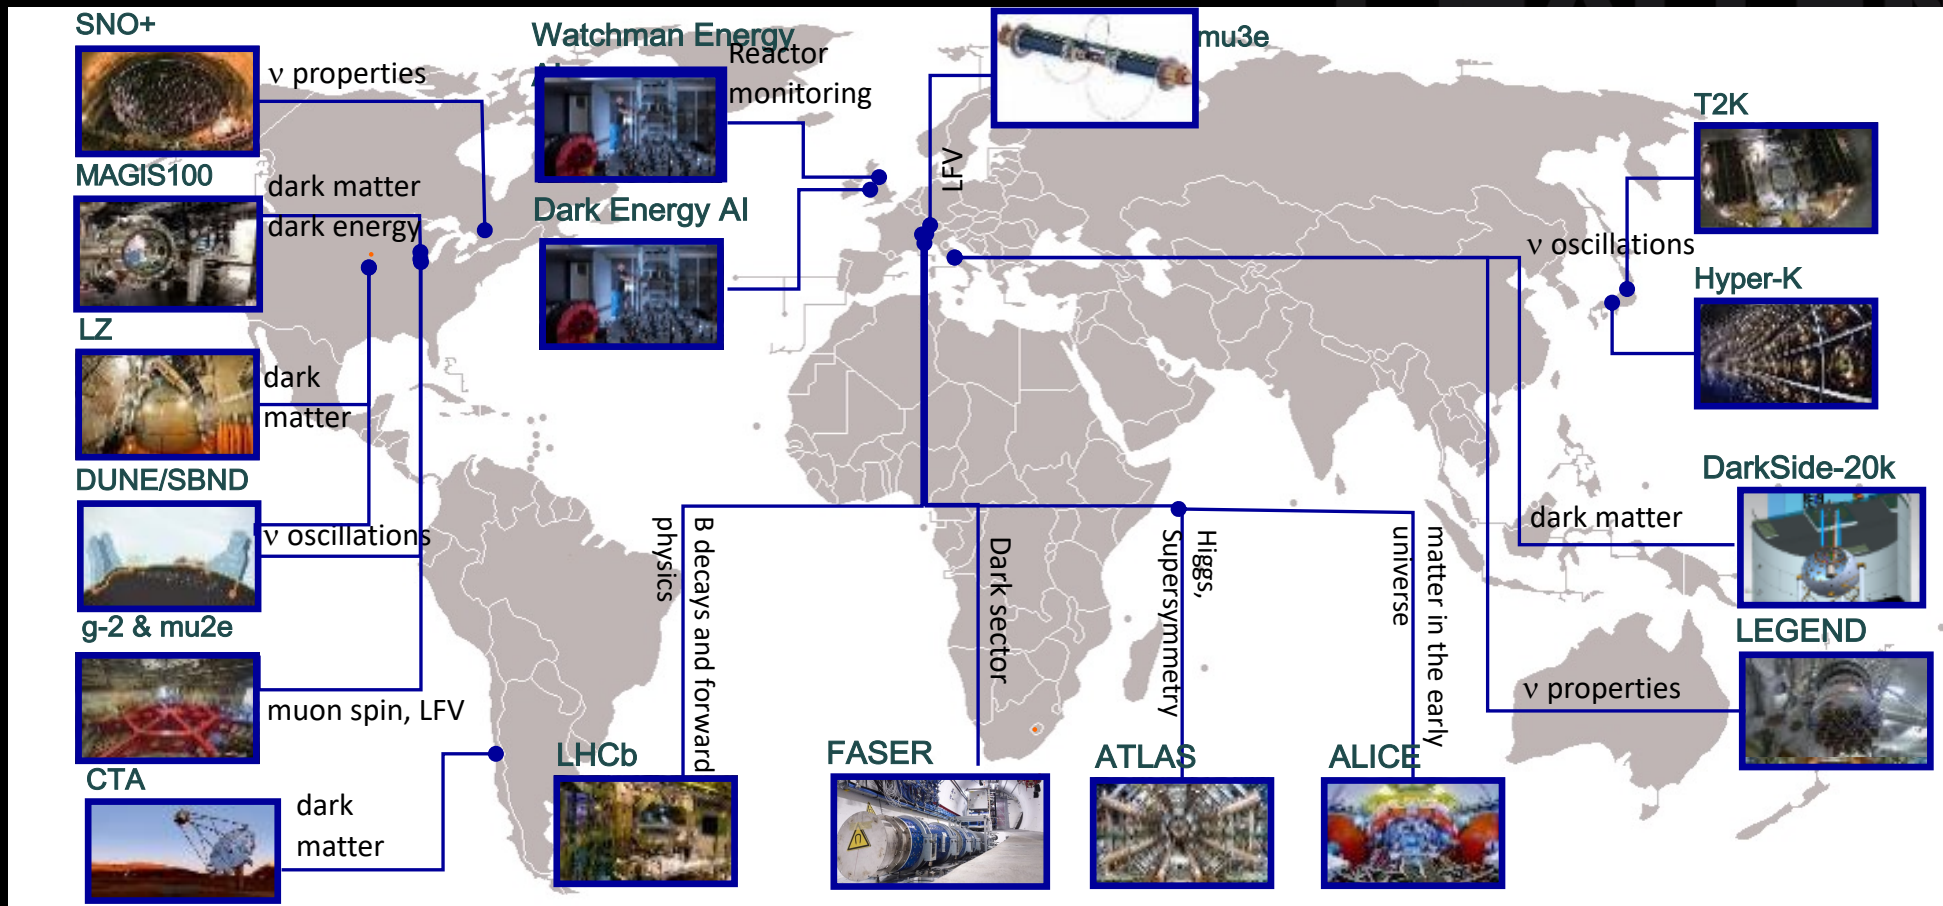 SNO+
ν properties
MAGIS100
dark matter
dark energy
LZ
dark
matter
DUNE/SBND
ν oscillations
g-2 & mu2e
muon spin, LFV
CTA
dark
matter
Watchman Energy
Reactor
monitoring
Dark Energy AI
mu3e
LFV
T2K
ν oscillations
Hyper-K
DarkSide-20k
dark matter
LEGEND
ν properties
B decays and forward
physics
LHCb
Dark sector
FASER
Higgs,
Supersymmetry
ATLAS
matter in the early
universe
ALICE